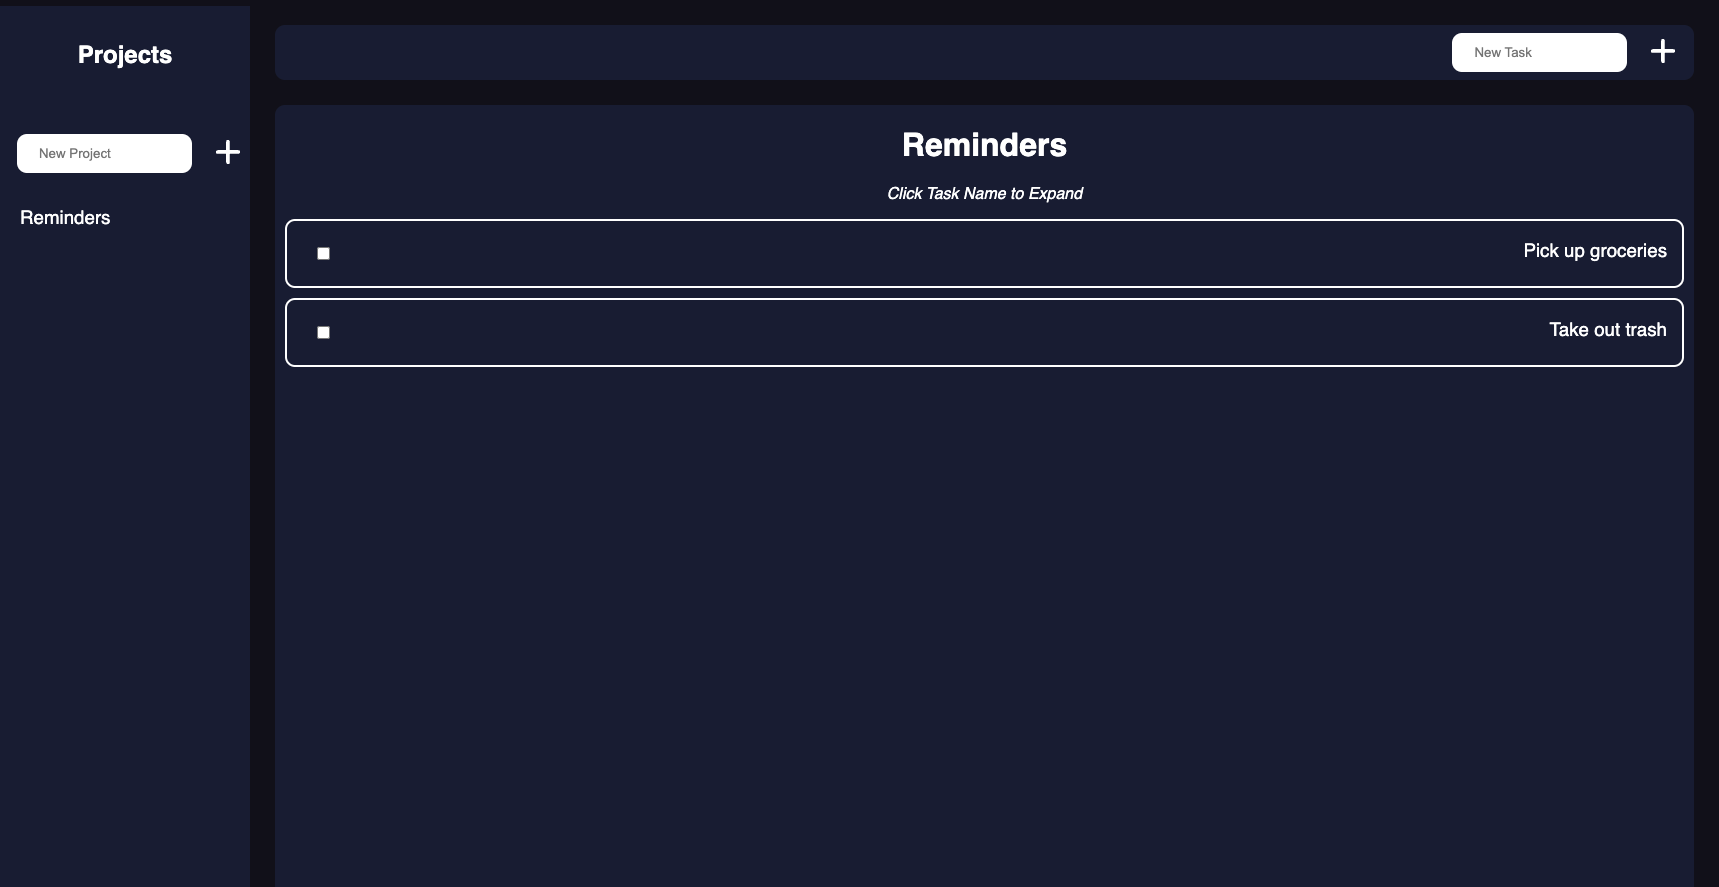 Projects
New Project
Reminders
New Task
Reminders
Click Task Name to Expand
Pick up groceries
Take out trash